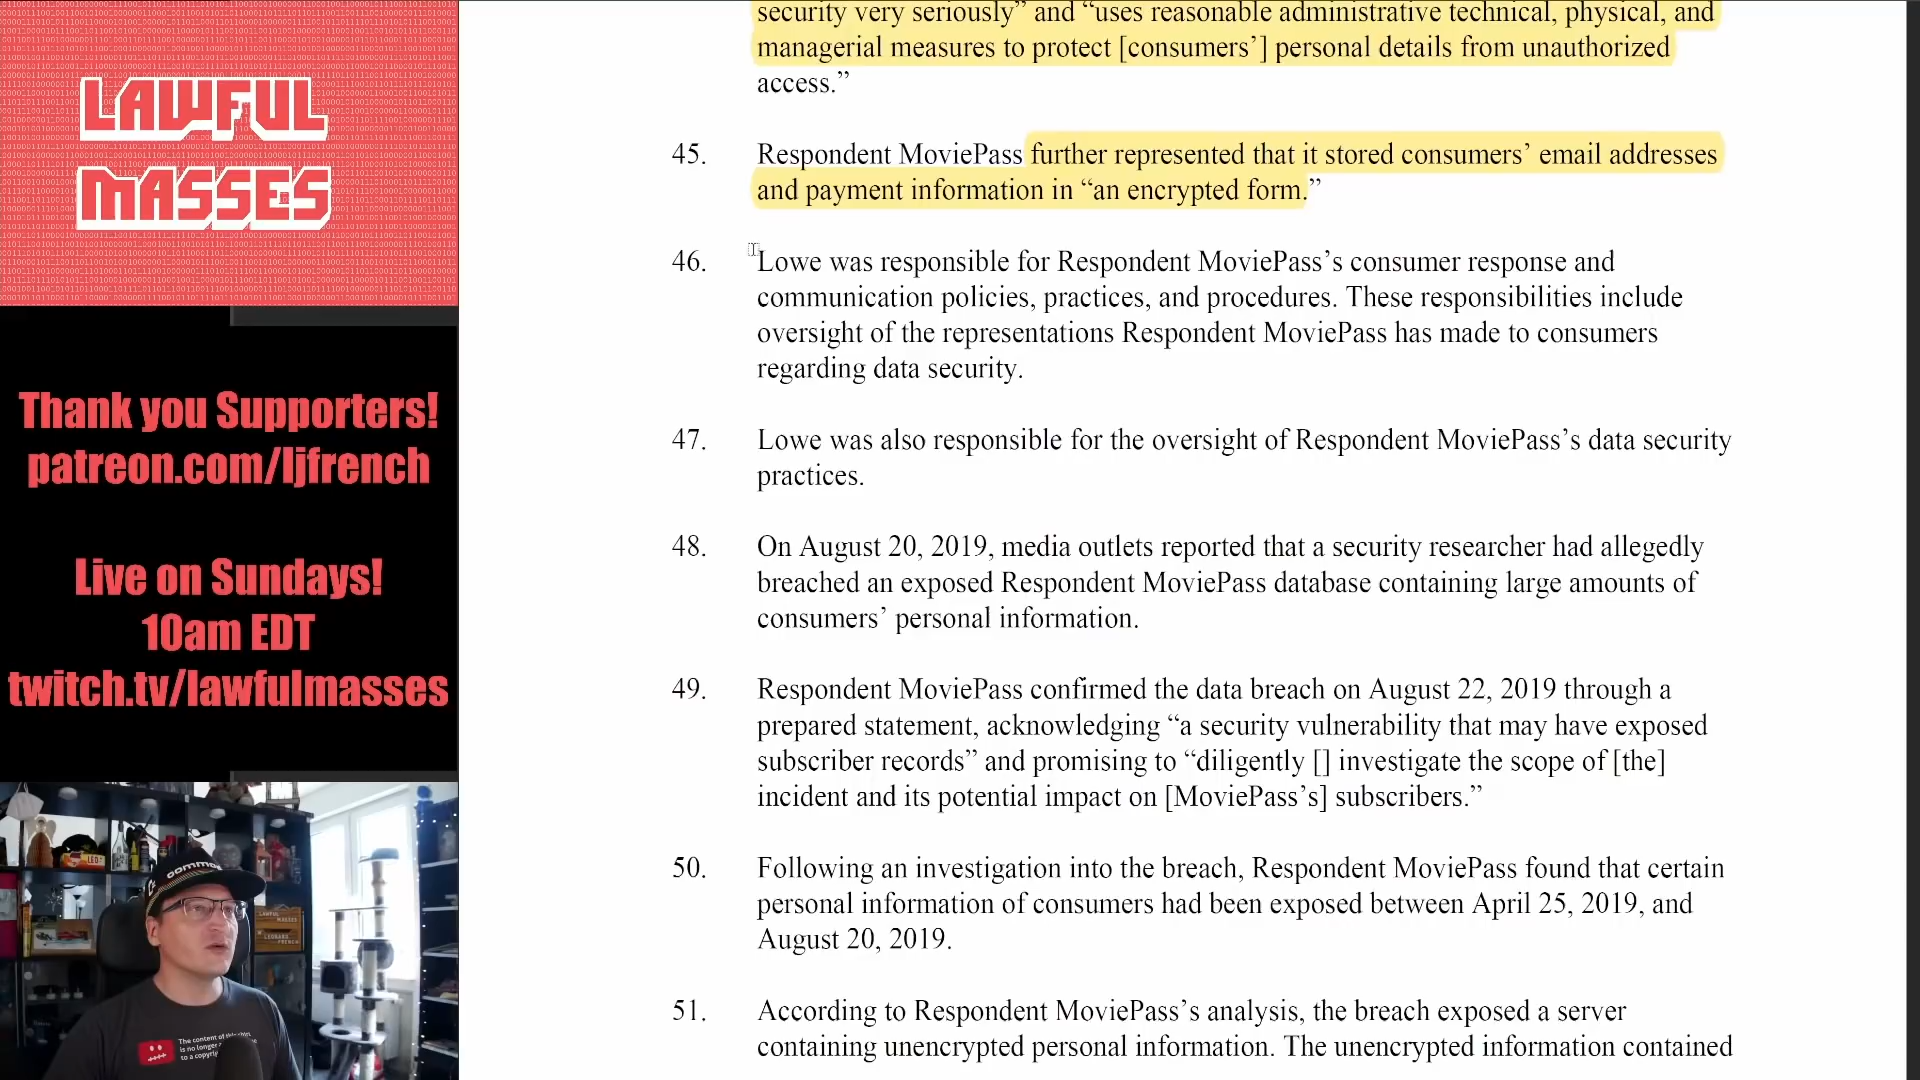 LAWFUL
MASSES
Thank you Supporters!
patreon.com/ljfrench
Live on Sundays!
10am EDT
twitch.tv/lawfulmasses
security very seriously” and “uses reasonable administrative technical, physical, and
managerial measures to protect [consumers’] personal details from unauthorized
access.”
45. Respondent MoviePass further represented that it stored consumers’ email addresses
and payment information in “an encrypted form.”
46. Lowe was responsible for Respondent MoviePass’s consumer response and
communication policies, practices, and procedures. These responsibilities include
oversight of the representations Respondent MoviePass has made to consumers
regarding data security.
47. Lowe was also responsible for the oversight of Respondent MoviePass’s data security
practices.
48. On August 20, 2019, media outlets reported that a security researcher had allegedly
breached an exposed Respondent MoviePass database containing large amounts of
consumers’ personal information.
49. Respondent MoviePass confirmed the data breach on August 22, 2019 through a
prepared statement, acknowledging “a security vulnerability that may have exposed
subscriber records” and promising to “diligently [] investigate the scope of [the]
incident and its potential impact on [MoviePass’s] subscribers.”
50. Following an investigation into the breach, Respondent MoviePass found that certain
personal information of consumers had been exposed between April 25, 2019, and
August 20, 2019.
51. According to Respondent MoviePass’s analysis, the breach exposed a server
containing unencrypted personal information. The unencrypted information contained
LAWFUL
MASSES
LEONARD
FRENCH
The content of
is no longer
to a